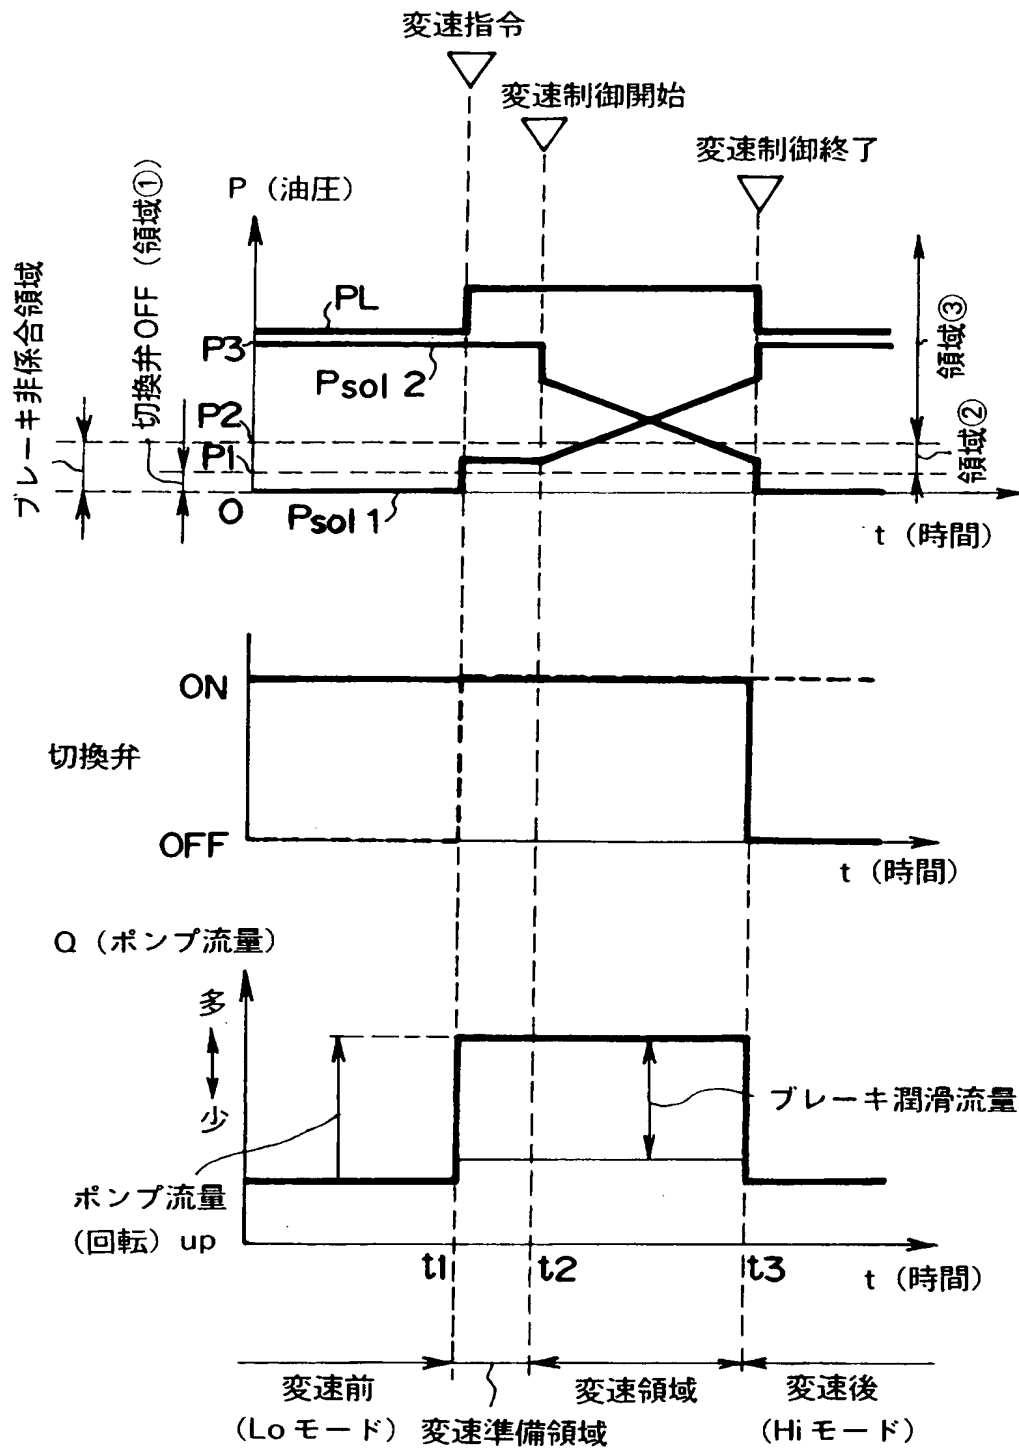 変速指令
変速制御開始
変速制御終了
P（油圧）
ブレーキ非係合領域
切換弁OFF（領域①）
PL
P3
Psol 2
P2
P1
O
Psol 1
領域③
領域②
t（時間）
ON
切換弁
OFF
t（時間）
Q（ポンプ流量）
多
少
ブレーキ潤滑流量
ポンプ流量
（回転）up
t1
t2
t3
t（時間）
変速前
（Loモード）
変速準備領域
変速領域
変速後
（Hiモード）